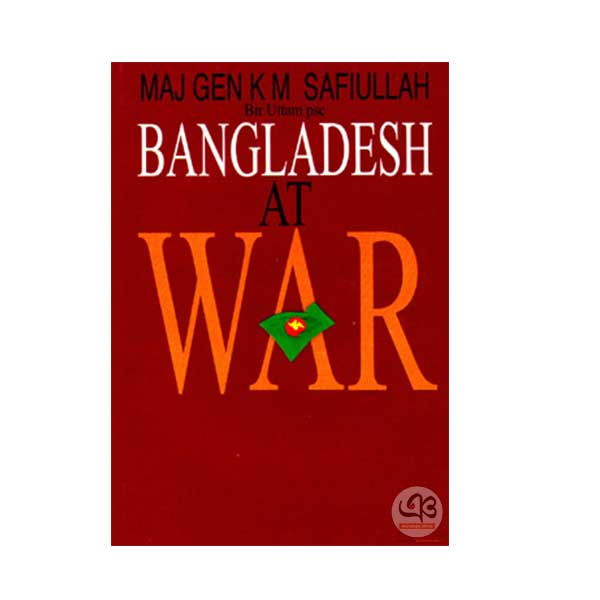 MAJ GEN K M SAFIULLAH
Bir Uttam psc
BANGLADESH
AT
WAR